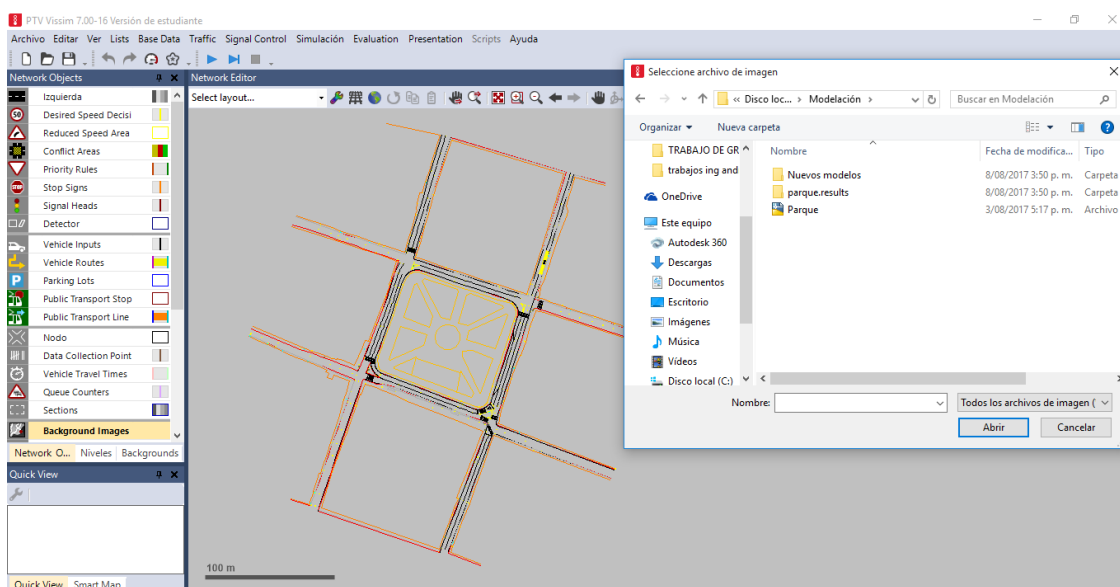 PTV Vissim 7.00-16 Versión de estudiante
Archivo Editar Ver Lists Base Data Traffic Signal Control Simulación Evaluation Presentation Scripts Ayuda
Network Objects
Izquierda
Desired Speed Decisi
Reduced Speed Area
Conflict Areas
Priority Rules
Stop Signs
Signal Heads
Detector
Vehicle Inputs
Vehicle Routes
Parking Lots
Public Transport Stop
Public Transport Line
Nodo
Data Collection Point
Vehicle Travel Times
Queue Counters
Sections
Background Images
Network O... Niveles Backgrounds
Quick View
Quick View Smart Map
Network Editor
Select layout...
100 m
Seleccione archivo de imagen
« Disco loc... > Modelación >
Buscar en Modelación
Organizar Nueva carpeta
TRABAJO DE GR
trabajos ing and
OneDrive
Este equipo
Autodesk 360
Descargas
Documentos
Escritorio
Imágenes
Música
Vídeos
Disco local (C:)
Nombre Fecha de modifica... Tipo
Nuevos modelos 8/08/2017 3:50 p. m. Carpeta
parque.results 8/08/2017 3:50 p. m. Carpeta
Parque 3/08/2017 5:17 p. m. Archivo
Nombre: Todos los archivos de imagen (
Abrir Cancelar